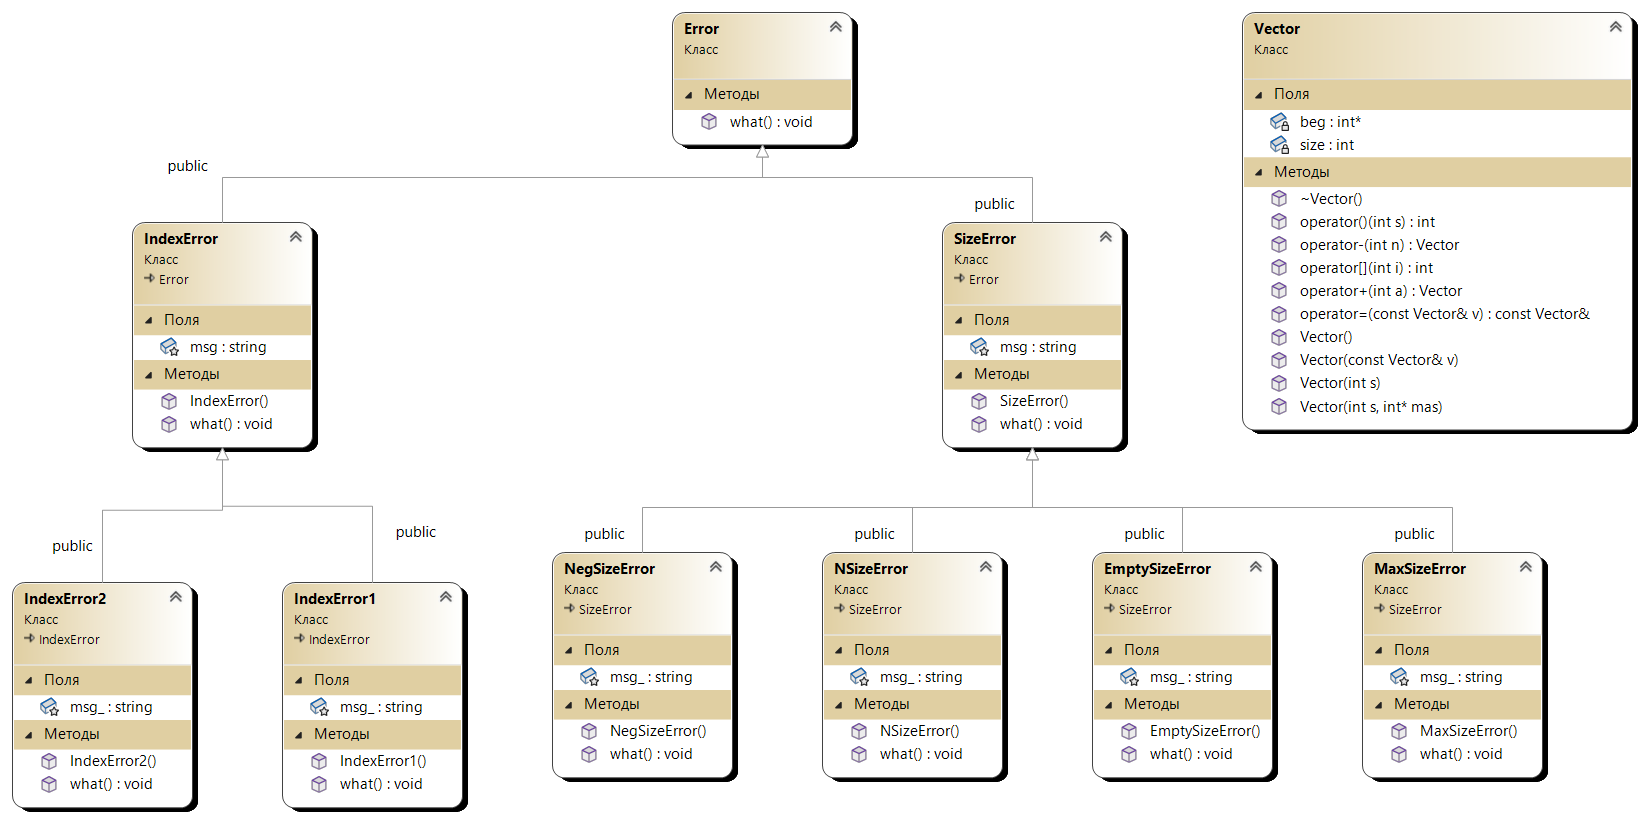 Error
Класс
Методы
what() : void
Vector
Класс
Поля
beg : int*
size : int
Методы
~Vector()
operator()(int s) : int
operator-(int n) : Vector
operator[](int i) : int
operator+(int a) : Vector
operator=(const Vector& v) : const Vector&
Vector()
Vector(const Vector& v)
Vector(int s)
Vector(int s, int* mas)
public
public
IndexError
Класс
Error
Поля
msg : string
Методы
IndexError()
what() : void
SizeError
Класс
Error
Поля
msg : string
Методы
SizeError()
what() : void
public
public
public
public
public
public
IndexError2
Класс
IndexError
Поля
msg_ : string
Методы
IndexError2()
what() : void
IndexError1
Класс
IndexError
Поля
msg_ : string
Методы
IndexError1()
what() : void
NegSizeError
Класс
SizeError
Поля
msg_ : string
Методы
NegSizeError()
what() : void
NSizeError
Класс
SizeError
Поля
msg_ : string
Методы
NSizeError()
what() : void
EmptySizeError
Класс
SizeError
Поля
msg_ : string
Методы
EmptySizeError()
what() : void
MaxSizeError
Класс
SizeError
Поля
msg_ : string
Методы
MaxSizeError()
what() : void